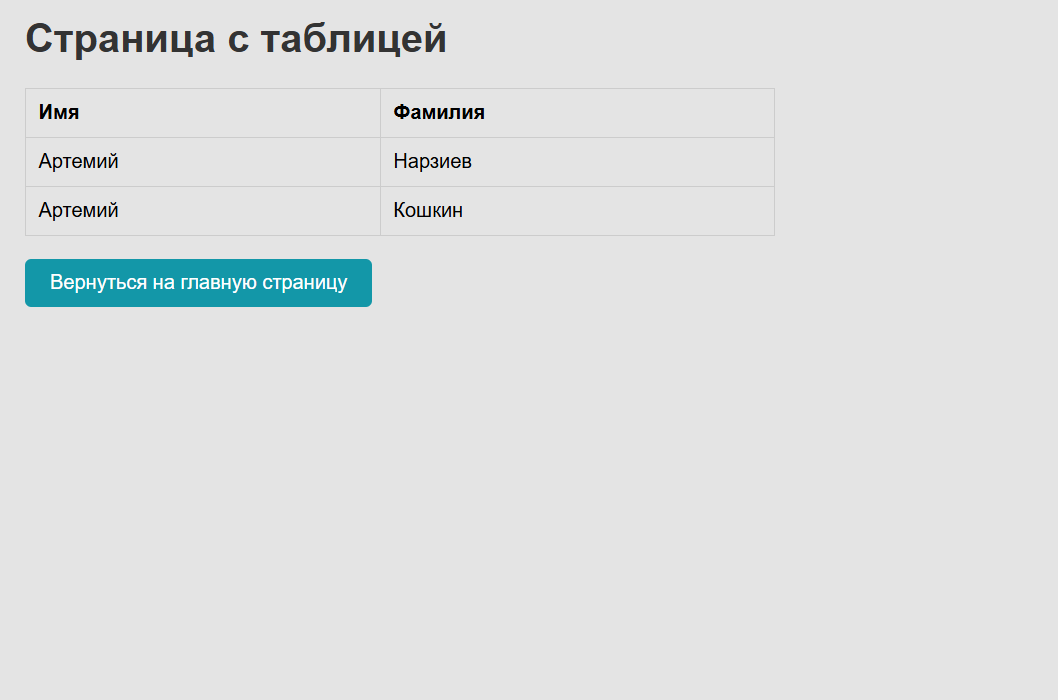 Страница с таблицей
Имя Фамилия
Артемий Нарзиев
Артемий Кошкин
Вернуться на главную страницу